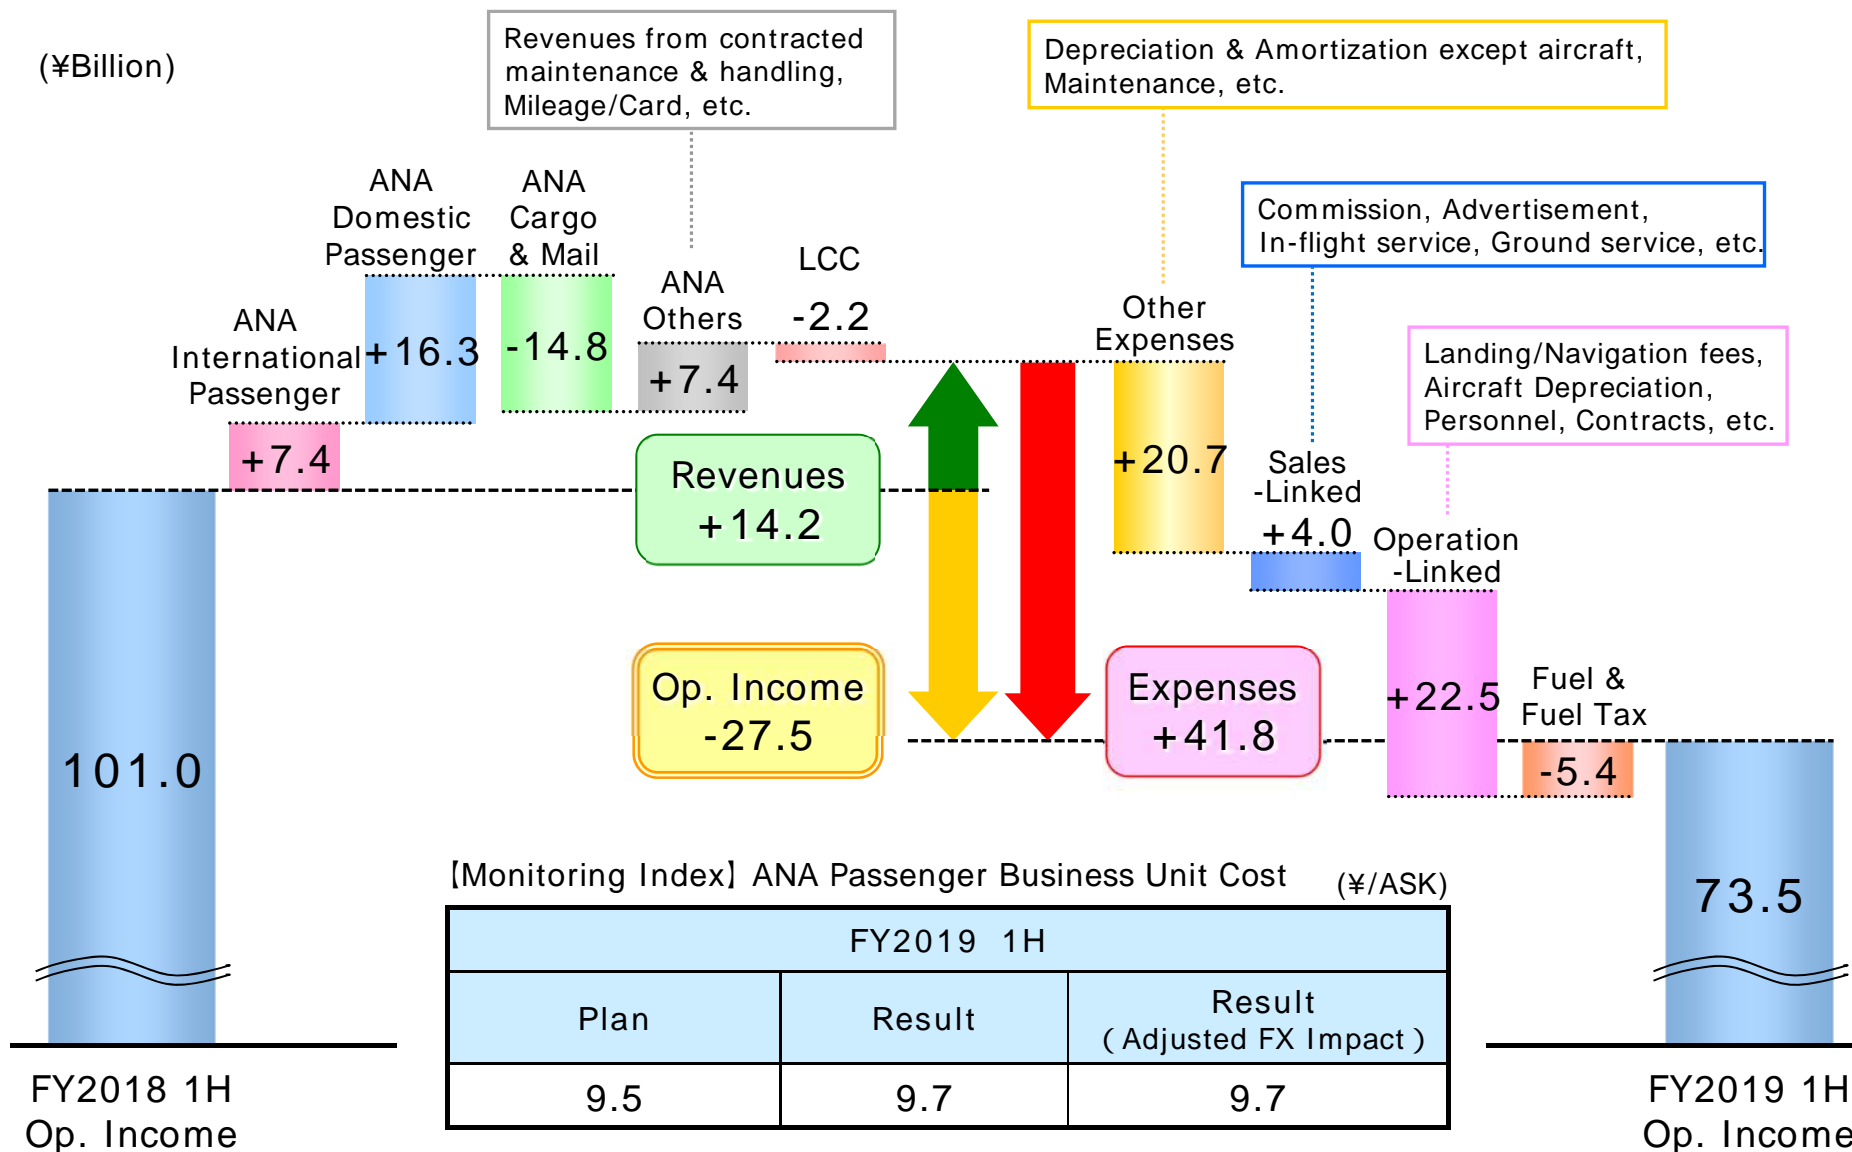 (¥Billion)
Revenues from contracted
maintenance & handling,
Mileage/Card, etc.
Depreciation & Amortization except aircraft,
Maintenance, etc.
Commission, Advertisement,
In-flight service, Ground service, etc.
Landing/Navigation fees,
Aircraft Depreciation,
Personnel, Contracts, etc.
ANA
International
Passenger
+7.4
ANA
Domestic
Passenger
+16.3
ANA
Cargo
& Mail
-14.8
ANA
Others
+7.4
LCC
-2.2
Other
Expenses
+20.7
Sales
-Linked
+4.0
Operation
-Linked
+22.5
Fuel &
Fuel Tax
-5.4
Revenues
+14.2
Op. Income
-27.5
Expenses
+41.8
101.0
73.5
FY2018 1H
Op. Income
FY2019 1H
Op. Income
【Monitoring Index】 ANA Passenger Business Unit Cost (¥/ASK)
FY2019 1H
Plan
Result
Result
(Adjusted FX Impact)
9.5
9.7
9.7